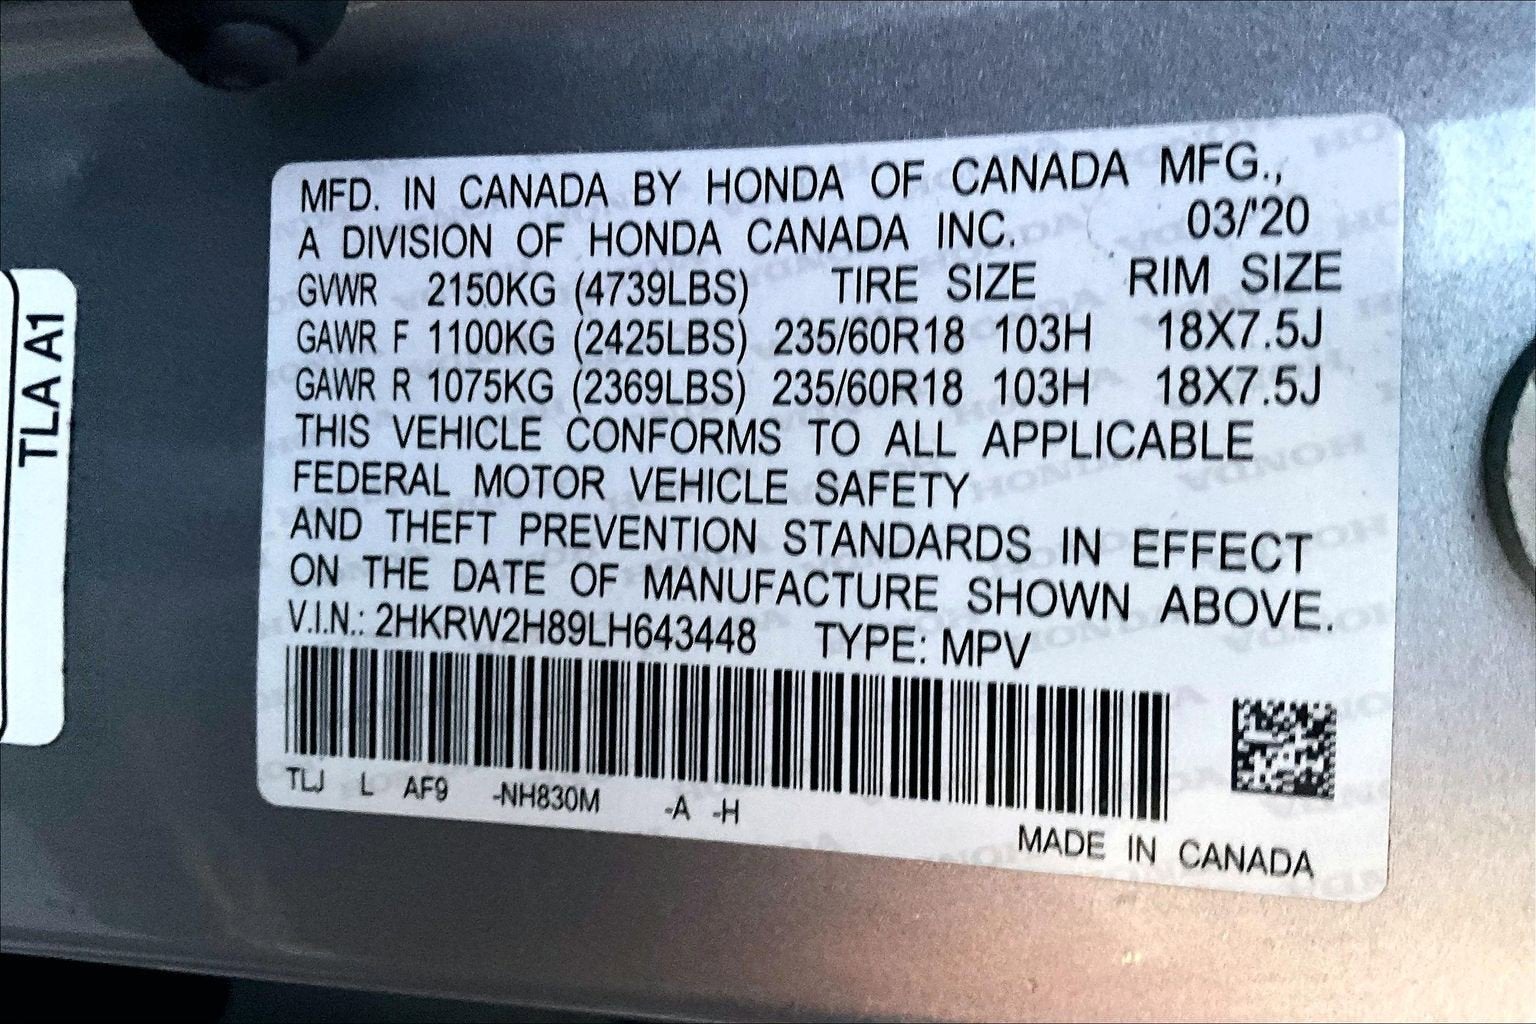 MFD. IN CANADA BY HONDA OF CANADA MFG.,
A DIVISION OF HONDA CANADA INC. 03/'20
GVWR 2150KG (4739LBS) TIRE SIZE RIM SIZE
GAWR F 1100KG (2425LBS) 235/60R18 103H 18X7.5J
GAWR R 1075KG (2369LBS) 235/60R18 103H 18X7.5J
THIS VEHICLE CONFORMS TO ALL APPLICABLE
FEDERAL MOTOR VEHICLE SAFETY
AND THEFT PREVENTION STANDARDS IN EFFECT
ON THE DATE OF MANUFACTURE SHOWN ABOVE.
V.I.N.: 2HKRW2H89LH643448 TYPE: MPV
TLJ L AF9 -NH830M -A -H
MADE IN CANADA
TLA A1